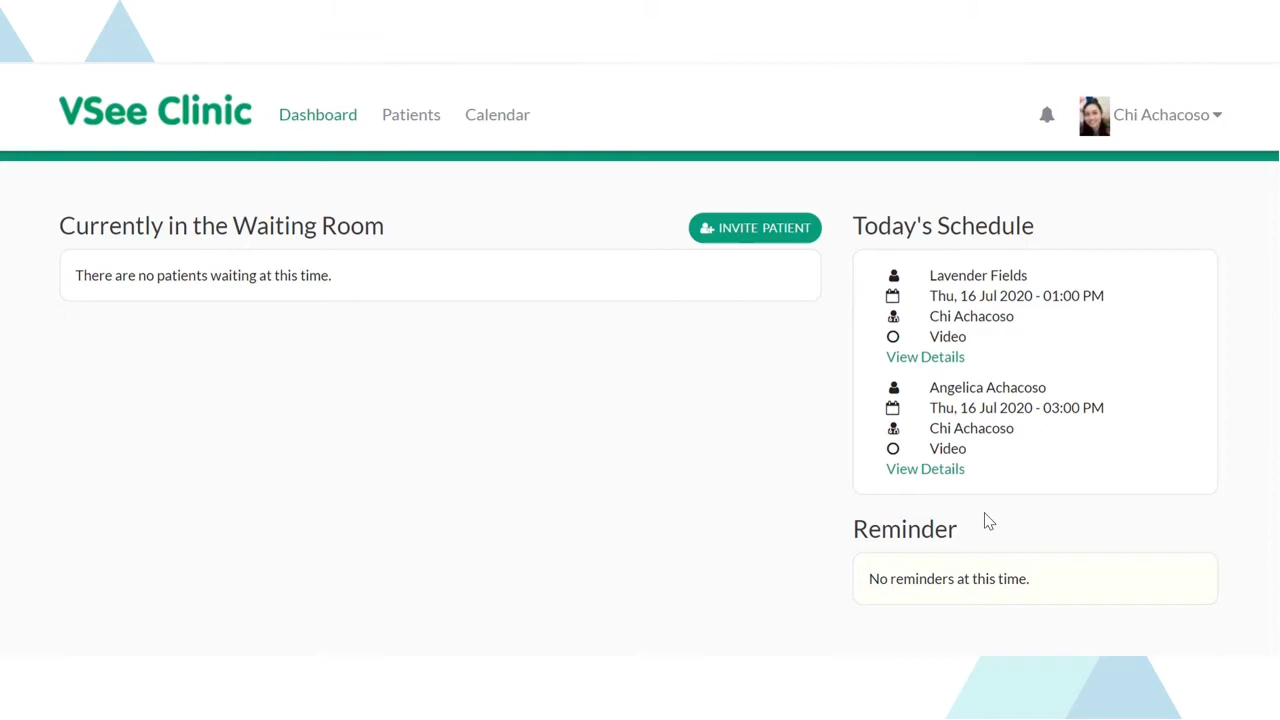 VSee Clinic
Dashboard
Patients
Calendar
Chi Achacoso
Currently in the Waiting Room
INVITE PATIENT
There are no patients waiting at this time.
Today's Schedule
Lavender Fields
Thu, 16 Jul 2020 - 01:00 PM
Chi Achacoso
Video
View Details
Angelica Achacoso
Thu, 16 Jul 2020 - 03:00 PM
Chi Achacoso
Video
View Details
Reminder
No reminders at this time.